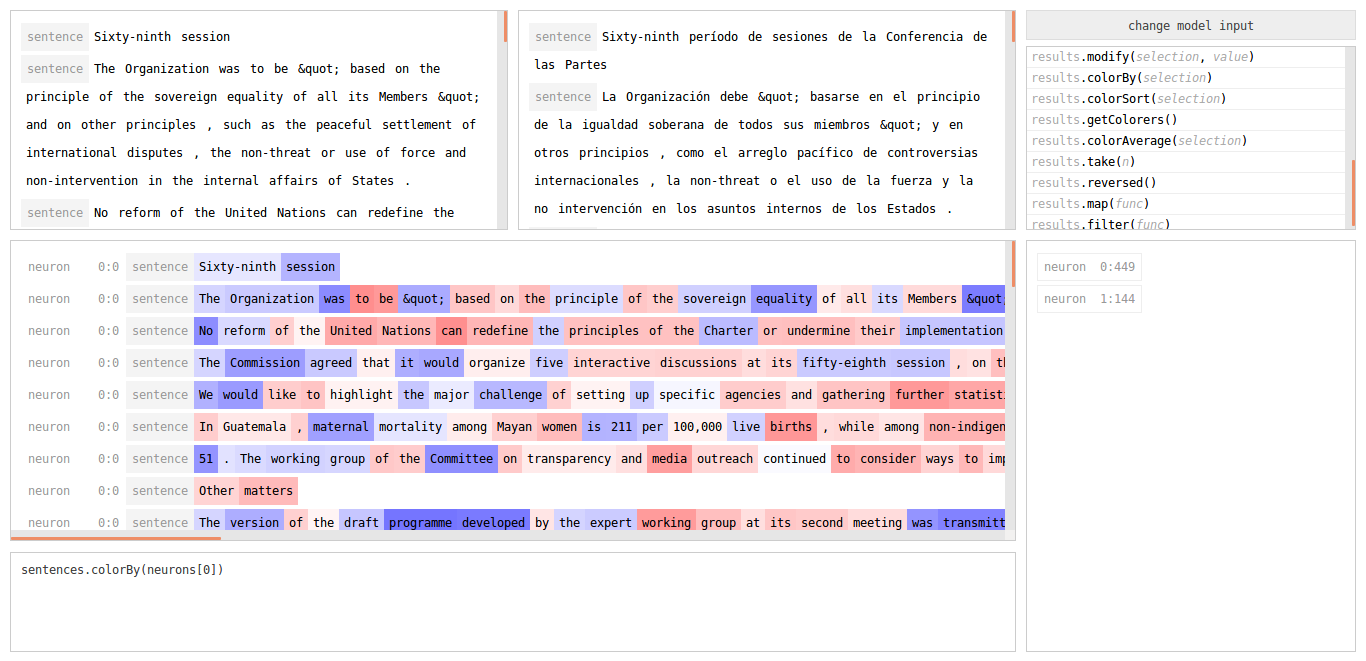 sentence Sixty-ninth session
sentence The Organization was to be &quot; based on the
principle of the sovereign equality of all its Members &quot;
and on other principles , such as the peaceful settlement of
international disputes , the non-threat or use of force and
non-intervention in the internal affairs of States .
sentence No reform of the United Nations can redefine the
sentence Sixty-ninth período de sesiones de la Conferencia de
las Partes
sentence La Organización debe &quot; basarse en el principio
de la igualdad soberana de todos sus miembros &quot; y en
otros principios , como el arreglo pacífico de controversias
internacionales , la non-threat o el uso de la fuerza y la
no intervención en los asuntos internos de los Estados .
change model input
results.modify(selection, value)
results.colorBy(selection)
results.colorSort(selection)
results.getColorers()
results.colorAverage(selection)
results.take(n)
results.reversed()
results.map(func)
results.filter(func)
neuron 0:0 sentence Sixty-ninth session
neuron 0:0 sentence The Organization was to be &quot; based on the principle of the sovereign equality of all its Members &quot;
neuron 0:0 sentence No reform of the United Nations can redefine the principles of the Charter or undermine their implementation
neuron 0:0 sentence The Commission agreed that it would organize five interactive discussions at its fifty-eighth session , on th
neuron 0:0 sentence We would like to highlight the major challenge of setting up specific agencies and gathering further statisti
neuron 0:0 sentence In Guatemala , maternal mortality among Mayan women is 211 per 100,000 live births , while among non-indigen
neuron 0:0 sentence 51 . The working group of the Committee on transparency and media outreach continued to consider ways to imp
neuron 0:0 sentence Other matters
neuron 0:0 sentence The version of the draft programme developed by the expert working group at its second meeting was transmitt
neuron 0:449
neuron 1:144
sentences.colorBy(neurons[0])